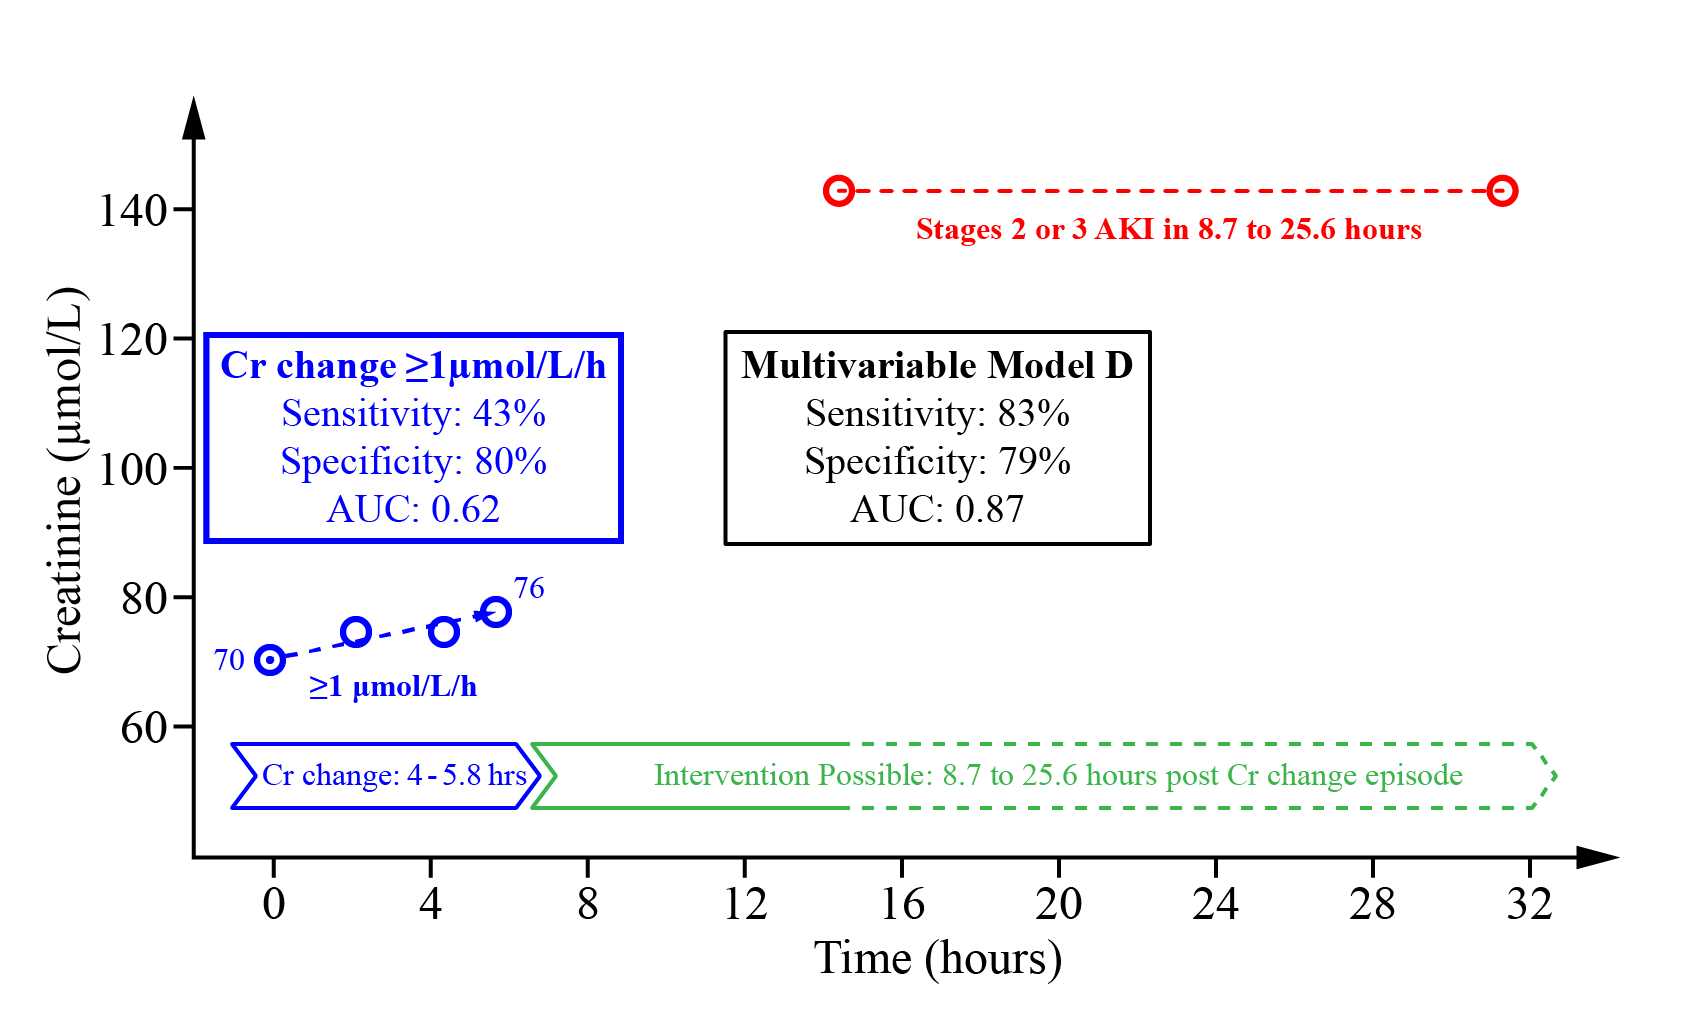 Creatinine (μmol/L)
140
120
100
80
60
Stages 2 or 3 AKI in 8.7 to 25.6 hours
Cr change ≥1μmol/L/h
Sensitivity: 43%
Specificity: 80%
AUC: 0.62
Multivariable Model D
Sensitivity: 83%
Specificity: 79%
AUC: 0.87
76
70
≥1 μmol/L/h
Cr change: 4 - 5.8 hrs
Intervention Possible: 8.7 to 25.6 hours post Cr change episode
0 4 8 12 16 20 24 28 32
Time (hours)